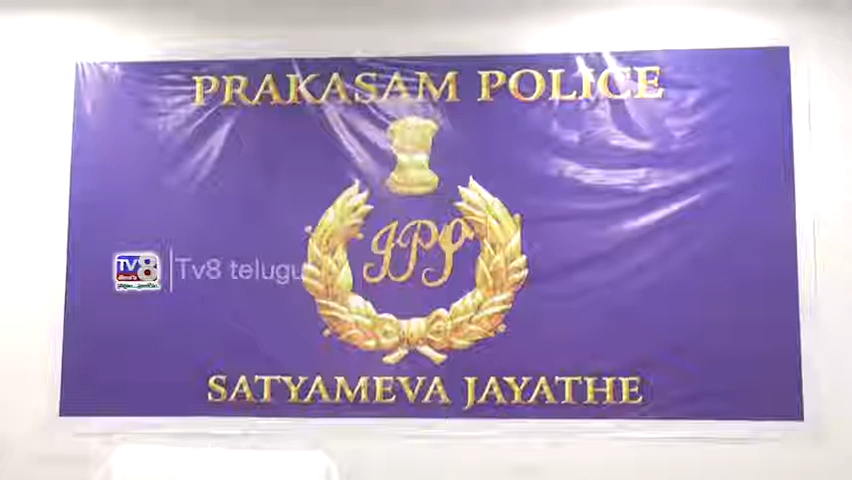 PRAKASAM POLICE
IPS
TV8
Tv8 telugu
SATYAMEVA JAYATHE